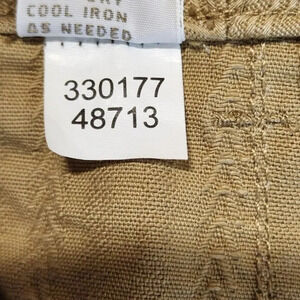 COOL IRON
AS NEEDED
330177
48713